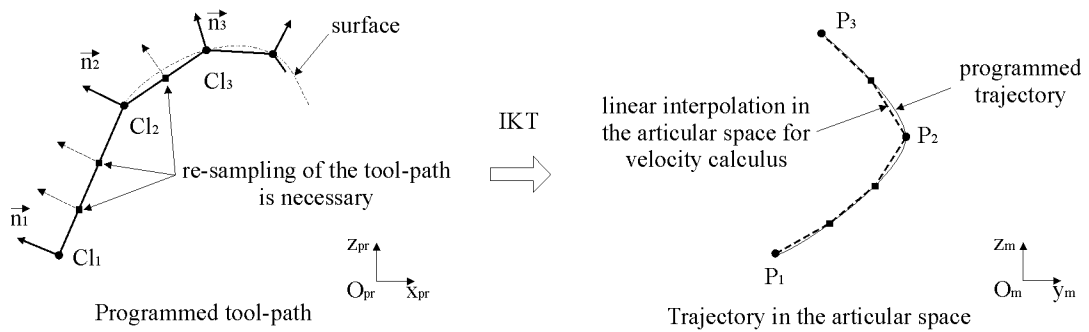 n₃
surface
n₂
Cl₃
Cl₂
re-sampling of the tool-path
is necessary
n₁
Cl₁
Zpr
Opr
Xpr
Programmed tool-path
IKT
P₃
programmed
trajectory
linear interpolation in
the articular space for
velocity calculus
P₂
P₁
Zm
Om
ym
Trajectory in the articular space